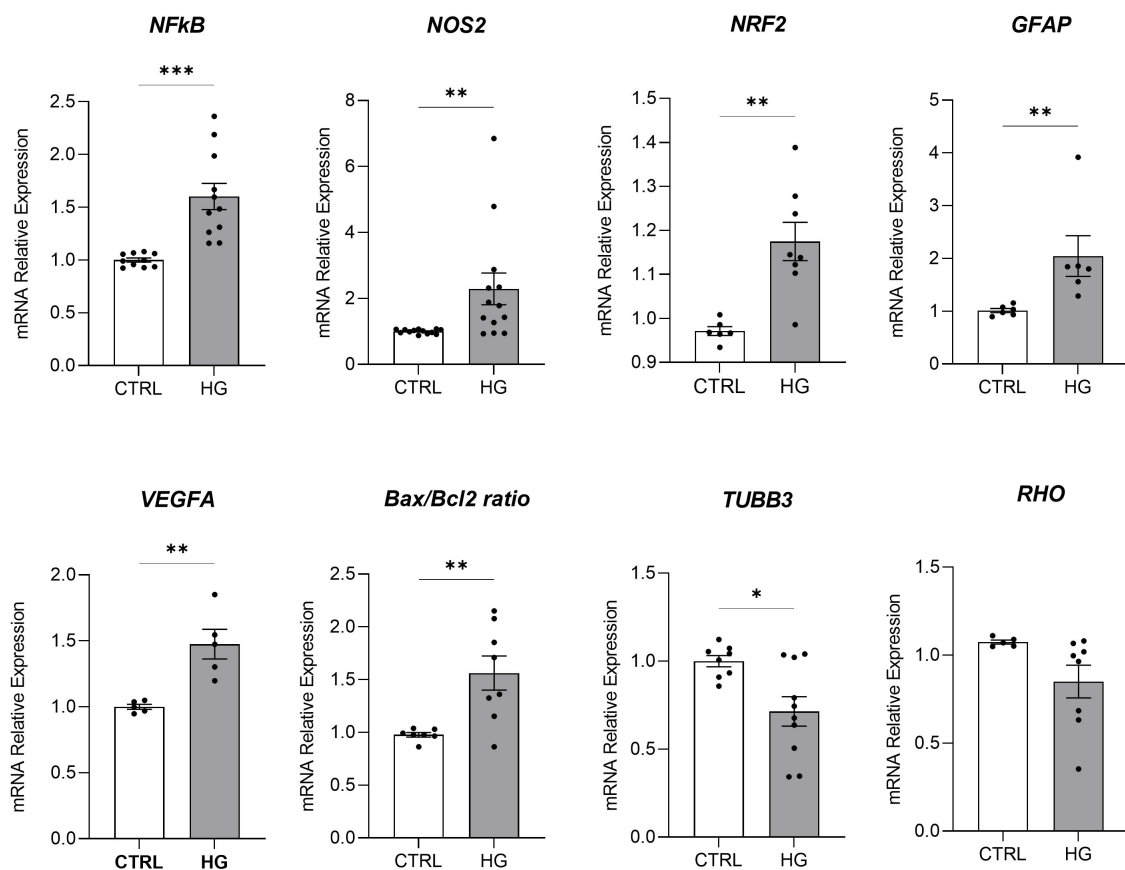 NFkB
***
2.5
2.0
1.5
1.0
0.5
0.0
mRNA Relative Expression
CTRL HG
NOS2
**
8
6
4
2
0
mRNA Relative Expression
CTRL HG
NRF2
**
1.5
1.4
1.3
1.2
1.1
1.0
0.9
mRNA Relative Expression
CTRL HG
GFAP
**
5
4
3
2
1
0
mRNA Relative Expression
CTRL HG
VEGFA
**
2.0
1.5
1.0
0.5
0.0
mRNA Relative Expression
CTRL HG
Bax/Bcl2 ratio
**
2.5
2.0
1.5
1.0
0.5
0.0
mRNA Relative Expression
CTRL HG
TUBB3
*
1.5
1.0
0.5
0.0
mRNA Relative Expression
CTRL HG
RHO
1.5
1.0
0.5
0.0
mRNA Relative Expression
CTRL HG